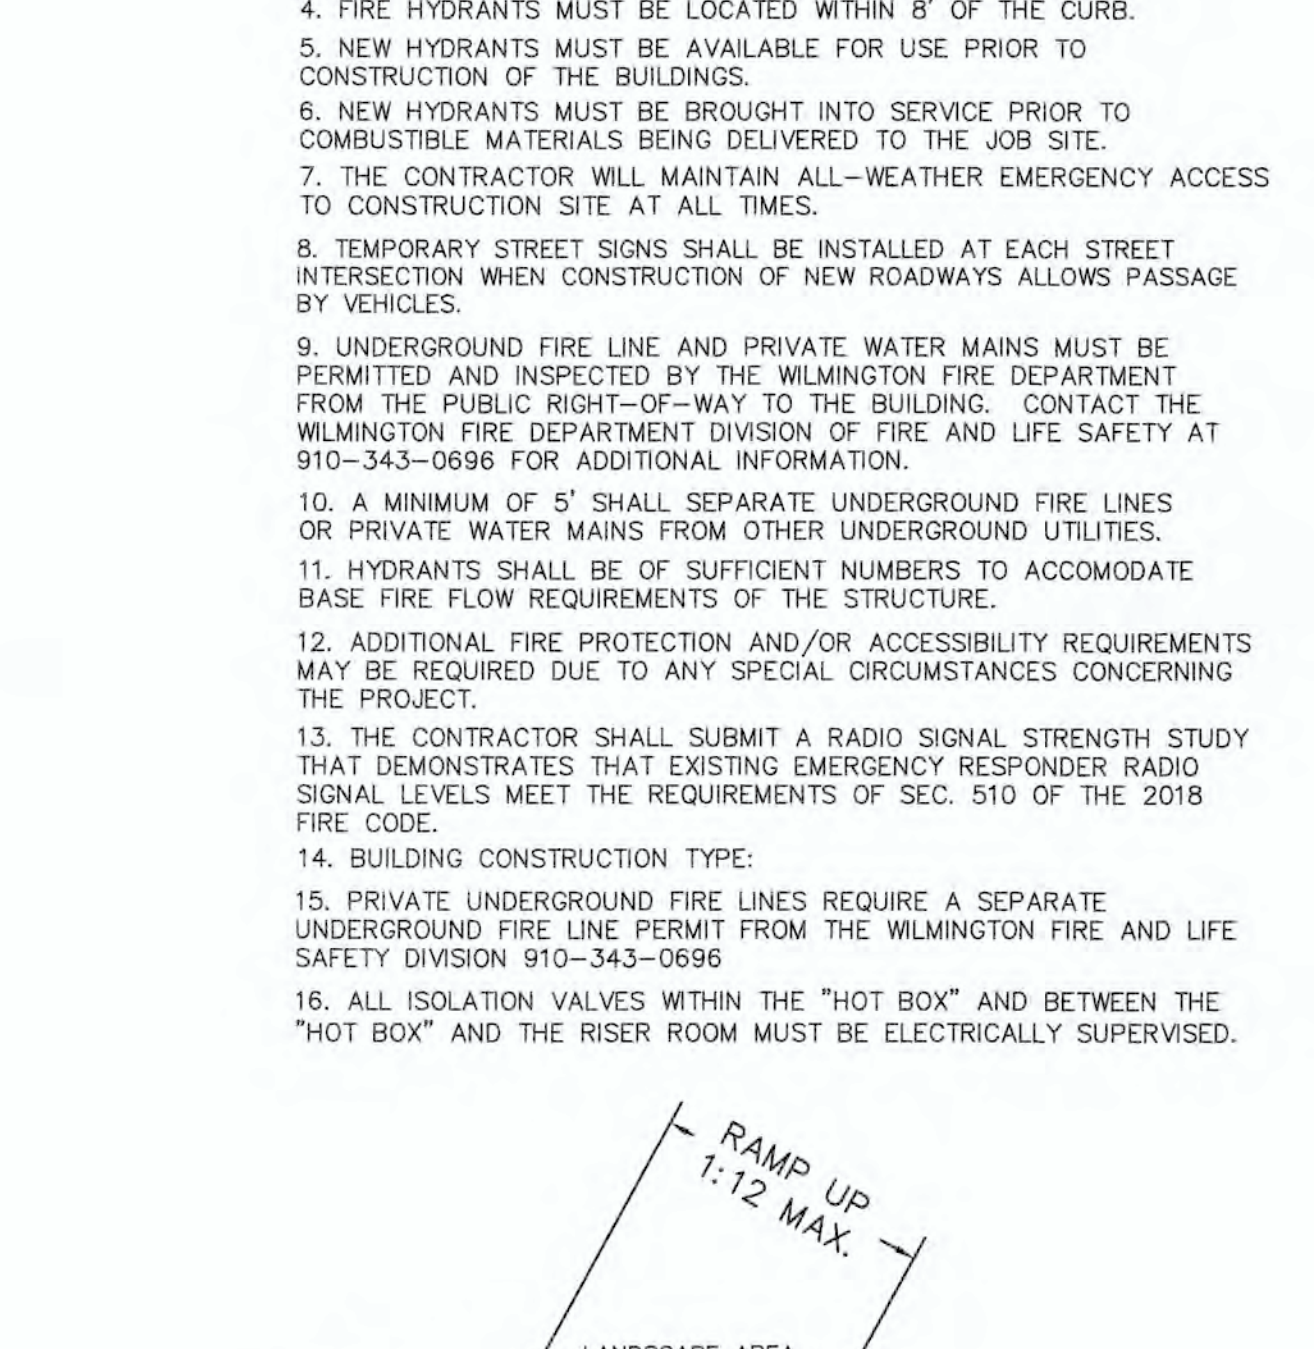 4. FIRE HYDRANTS MUST BE LOCATED WITHIN 8' OF THE CURB.
5. NEW HYDRANTS MUST BE AVAILABLE FOR USE PRIOR TO
CONSTRUCTION OF THE BUILDINGS.
6. NEW HYDRANTS MUST BE BROUGHT INTO SERVICE PRIOR TO
COMBUSTIBLE MATERIALS BEING DELIVERED TO THE JOB SITE.
7. THE CONTRACTOR WILL MAINTAIN ALL-WEATHER EMERGENCY ACCESS
TO CONSTRUCTION SITE AT ALL TIMES.
8. TEMPORARY STREET SIGNS SHALL BE INSTALLED AT EACH STREET
INTERSECTION WHEN CONSTRUCTION OF NEW ROADWAYS ALLOWS PASSAGE
BY VEHICLES.
9. UNDERGROUND FIRE LINE AND PRIVATE WATER MAINS MUST BE
PERMITTED AND INSPECTED BY THE WILMINGTON FIRE DEPARTMENT
FROM THE PUBLIC RIGHT-OF-WAY TO THE BUILDING. CONTACT THE
WILMINGTON FIRE DEPARTMENT DIVISION OF FIRE AND LIFE SAFETY AT
910-343-0696 FOR ADDITIONAL INFORMATION.
10. A MINIMUM OF 5' SHALL SEPARATE UNDERGROUND FIRE LINES
OR PRIVATE WATER MAINS FROM OTHER UNDERGROUND UTILITIES.
11. HYDRANTS SHALL BE OF SUFFICIENT NUMBERS TO ACCOMODATE
BASE FIRE FLOW REQUIREMENTS OF THE STRUCTURE.
12. ADDITIONAL FIRE PROTECTION AND/OR ACCESSIBILITY REQUIREMENTS
MAY BE REQUIRED DUE TO ANY SPECIAL CIRCUMSTANCES CONCERNING
THE PROJECT.
13. THE CONTRACTOR SHALL SUBMIT A RADIO SIGNAL STRENGTH STUDY
THAT DEMONSTRATES THAT EXISTING EMERGENCY RESPONDER RADIO
SIGNAL LEVELS MEET THE REQUIREMENTS OF SEC. 510 OF THE 2018
FIRE CODE.
14. BUILDING CONSTRUCTION TYPE:
15. PRIVATE UNDERGROUND FIRE LINES REQUIRE A SEPARATE
UNDERGROUND FIRE LINE PERMIT FROM THE WILMINGTON FIRE AND LIFE
SAFETY DIVISION 910-343-0696
16. ALL ISOLATION VALVES WITHIN THE "HOT BOX" AND BETWEEN THE
"HOT BOX" AND THE RISER ROOM MUST BE ELECTRICALLY SUPERVISED.
RAMP UP
1:12 MAX.
LANDSCAPE AREA